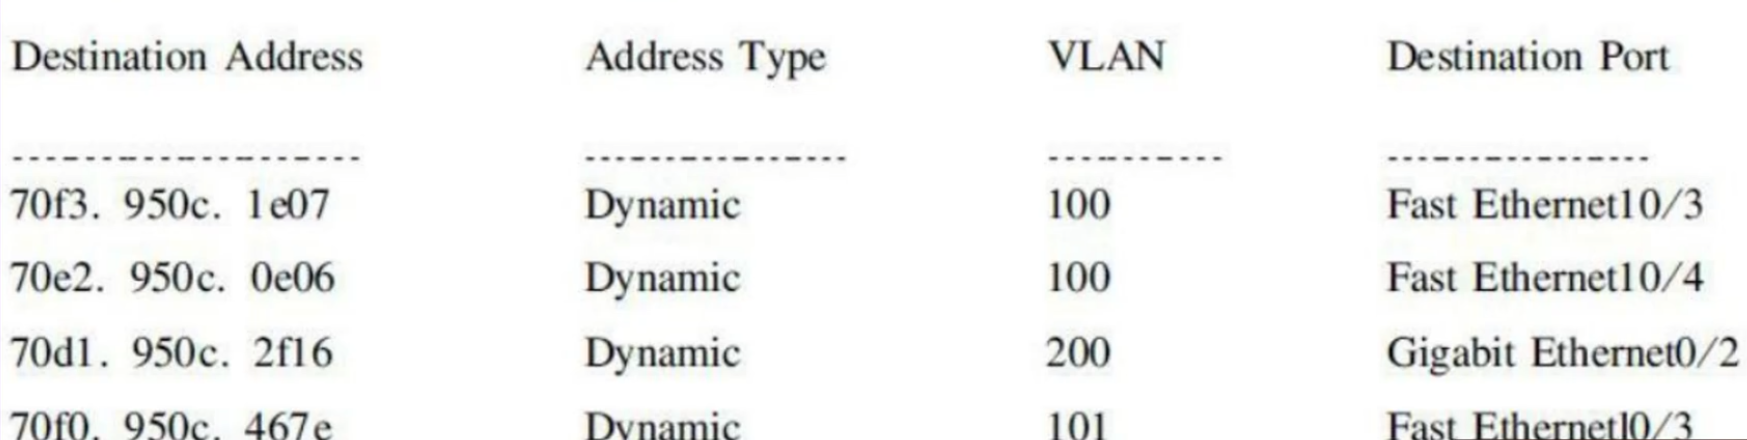 Destination Address Address Type VLAN Destination Port
-------------------- --------------- ---------- ---------------
70f3. 950c. 1e07 Dynamic 100 Fast Ethernet10/3
70e2. 950c. 0e06 Dynamic 100 Fast Ethernet10/4
70d1. 950c. 2f16 Dynamic 200 Gigabit Ethernet0/2
70f0. 950c. 467e Dynamic 101 Fast Ethernetl0/3